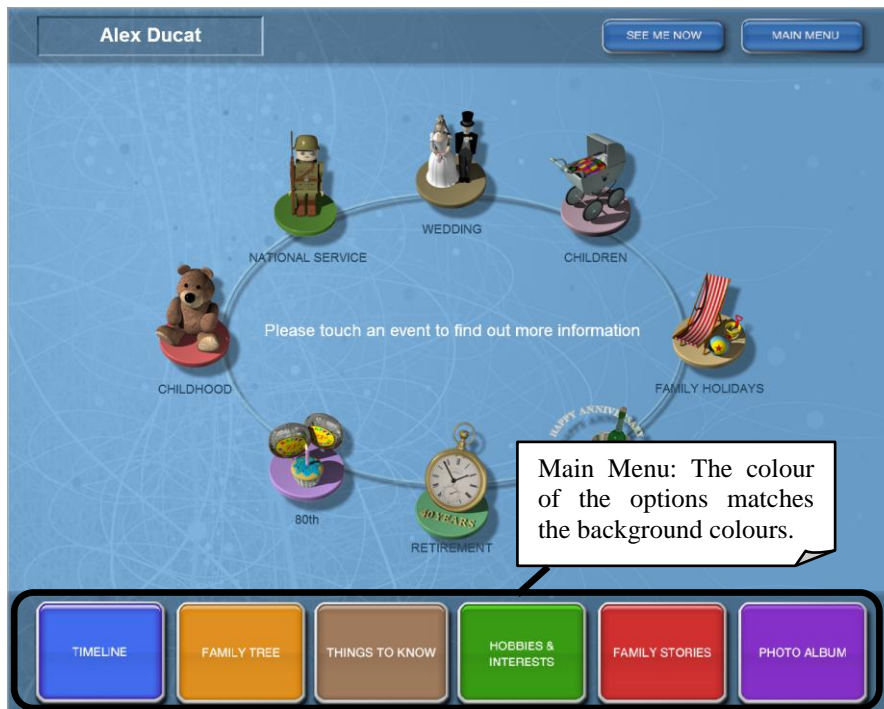 Alex Ducat
SEE ME NOW
MAIN MENU
WEDDING
NATIONAL SERVICE
CHILDREN
Please touch an event to find out more information
CHILDHOOD
FAMILY HOLIDAYS
HAPPY ANNIVERSARY
80th
40 YEARS
RETIREMENT
Main Menu: The colour
of the options matches
the background colours.
TIMELINE
FAMILY TREE
THINGS TO KNOW
HOBBIES &
INTERESTS
FAMILY STORIES
PHOTO ALBUM